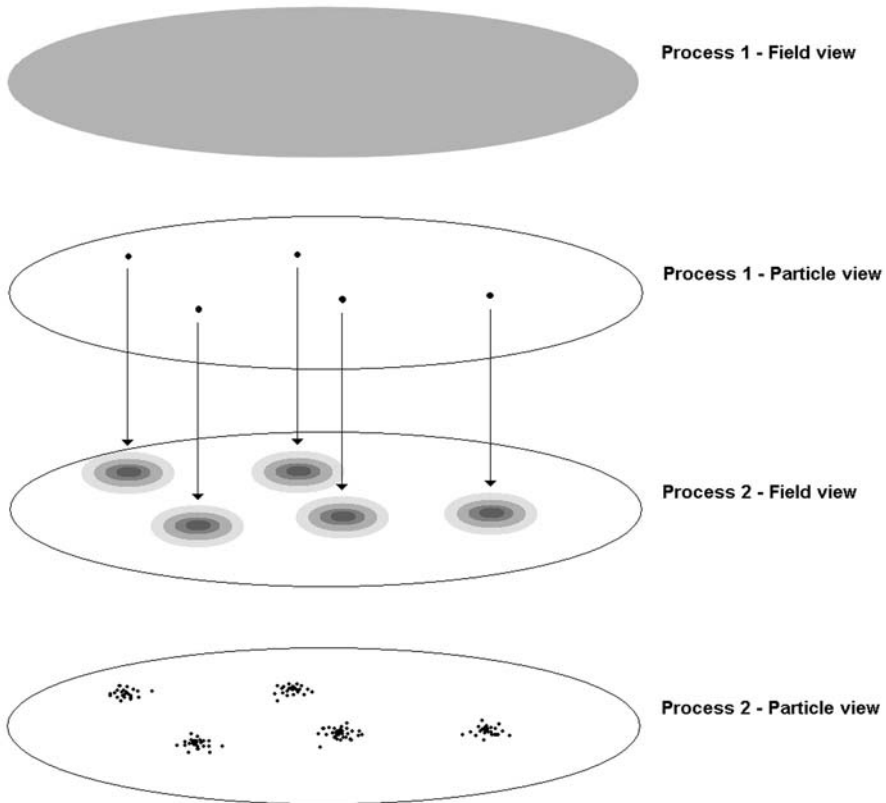 Process 1 - Field view
Process 1 - Particle view
Process 2 - Field view
Process 2 - Particle view